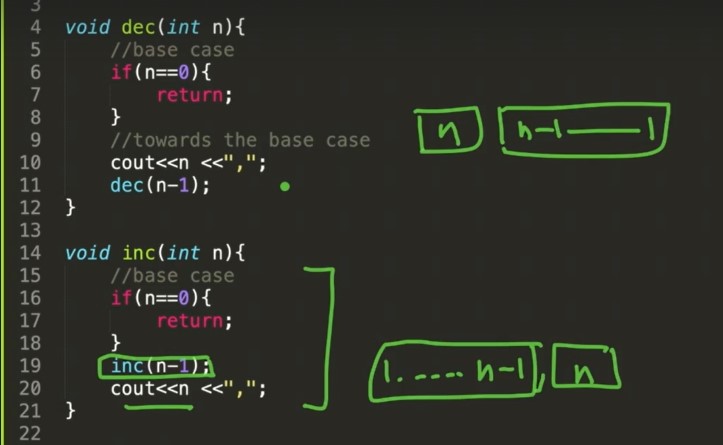 3
4 void dec(int n){
5 //base case
6 if(n==0){
7 return;
8 }
9 //towards the base case
10 cout<<n <<",";
11 dec(n-1);
12 }
13
14 void inc(int n){
15 //base case
16 if(n==0){
17 return;
18 }
19 inc(n-1);
20 cout<<n <<",";
21 }
22
n n-1——1
1.----- n-1, n